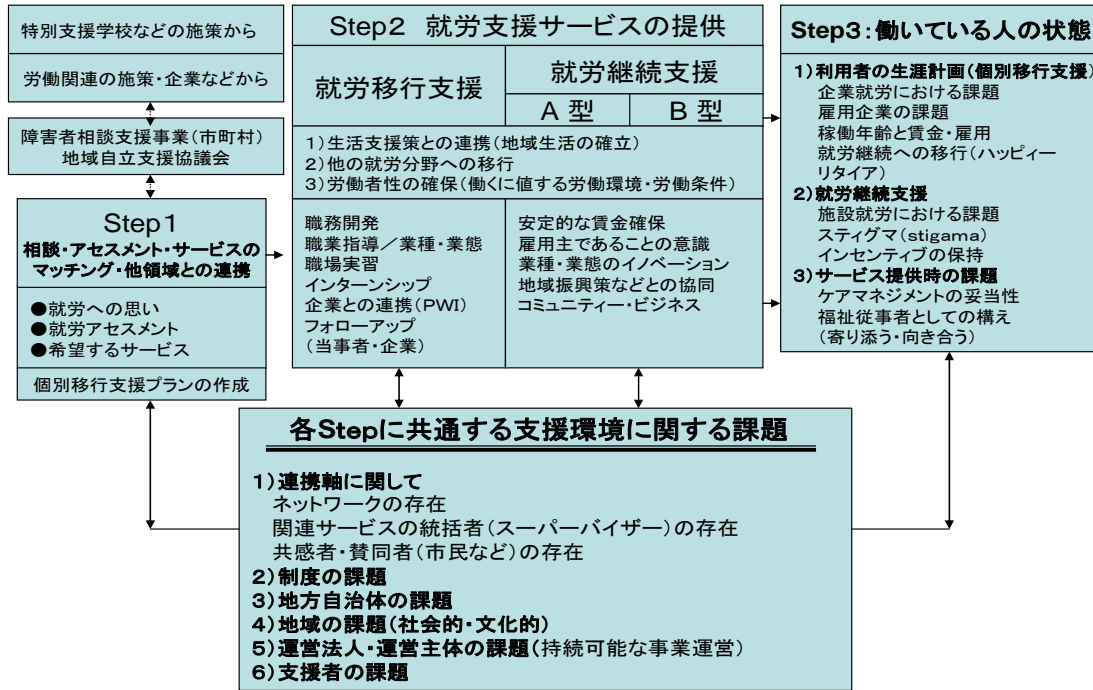 特別支援学校などの施策から
労働関連の施策・企業などから
障害者相談支援事業(市町村)
地域自立支援協議会
Step1
相談・アセスメント・サービスの
マッチング・他領域との連携
●就労への思い
●就労アセスメント
●希望するサービス
個別移行支援プランの作成
Step2 就労支援サービスの提供
就労移行支援
就労継続支援
A 型
B 型
1)生活支援策との連携(地域生活の確立)
2)他の就労分野への移行
3)労働者性の確保(働くに値する労働環境・労働条件)
職務開発
職業指導/業種・業態
職場実習
インターンシップ
企業との連携(PWI)
フォローアップ
(当事者・企業)
安定的な賃金確保
雇用主であることの意識
業種・業態のイノベーション
地域振興策などとの協同
コミュニティー・ビジネス
Step3:働いている人の状態
1)利用者の生涯計画(個別移行支援)
企業就労における課題
雇用企業の課題
稼働年齢と賃金・雇用
就労継続への移行(ハッピィー
リタイア)
2)就労継続支援
施設就労における課題
スティグマ(stigama)
インセンティブの保持
3)サービス提供時の課題
ケアマネジメントの妥当性
福祉従事者としての構え
(寄り添う・向き合う)
各Stepに共通する支援環境に関する課題
1)連携軸に関して
ネットワークの存在
関連サービスの統括者(スーパーバイザー)の存在
共感者・賛同者(市民など)の存在
2)制度の課題
3)地方自治体の課題
4)地域の課題(社会的・文化的)
5)運営法人・運営主体の課題(持続可能な事業運営)
6)支援者の課題